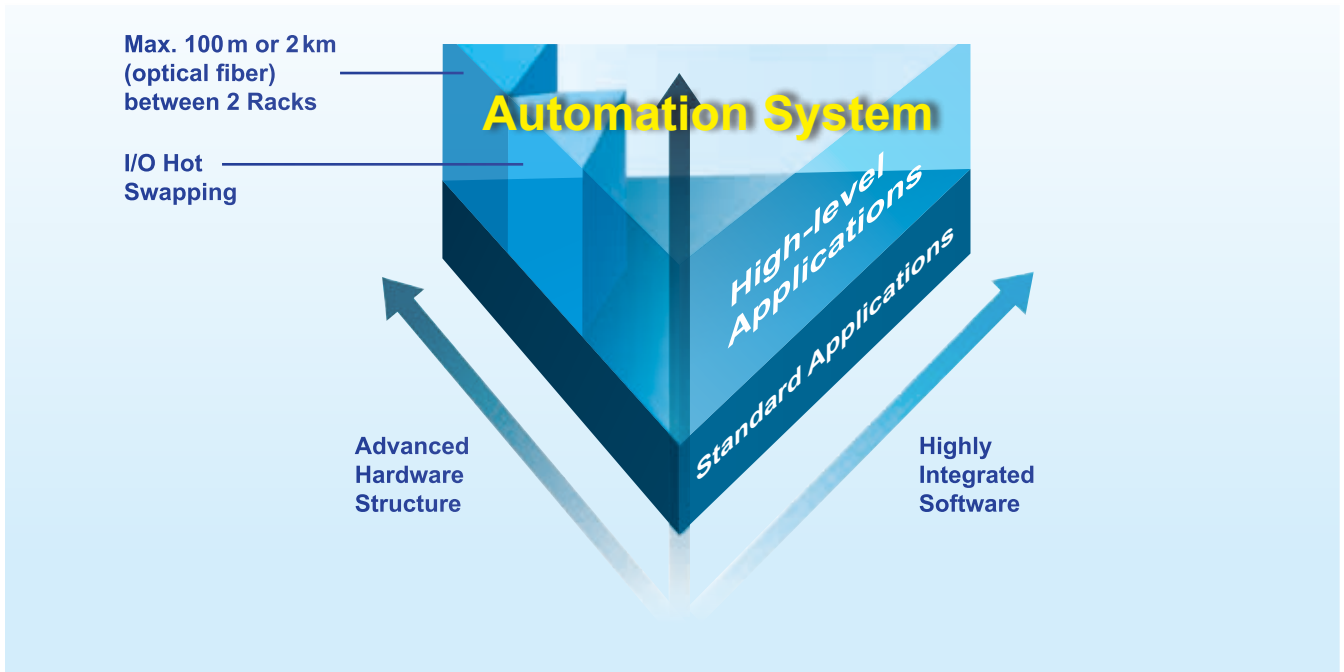 Max. 100 m or 2 km
(optical fiber)
between 2 Racks
I/O Hot
Swapping
Automation System
High-level
Applications
Standard Applications
Advanced
Hardware
Structure
Highly
Integrated
Software